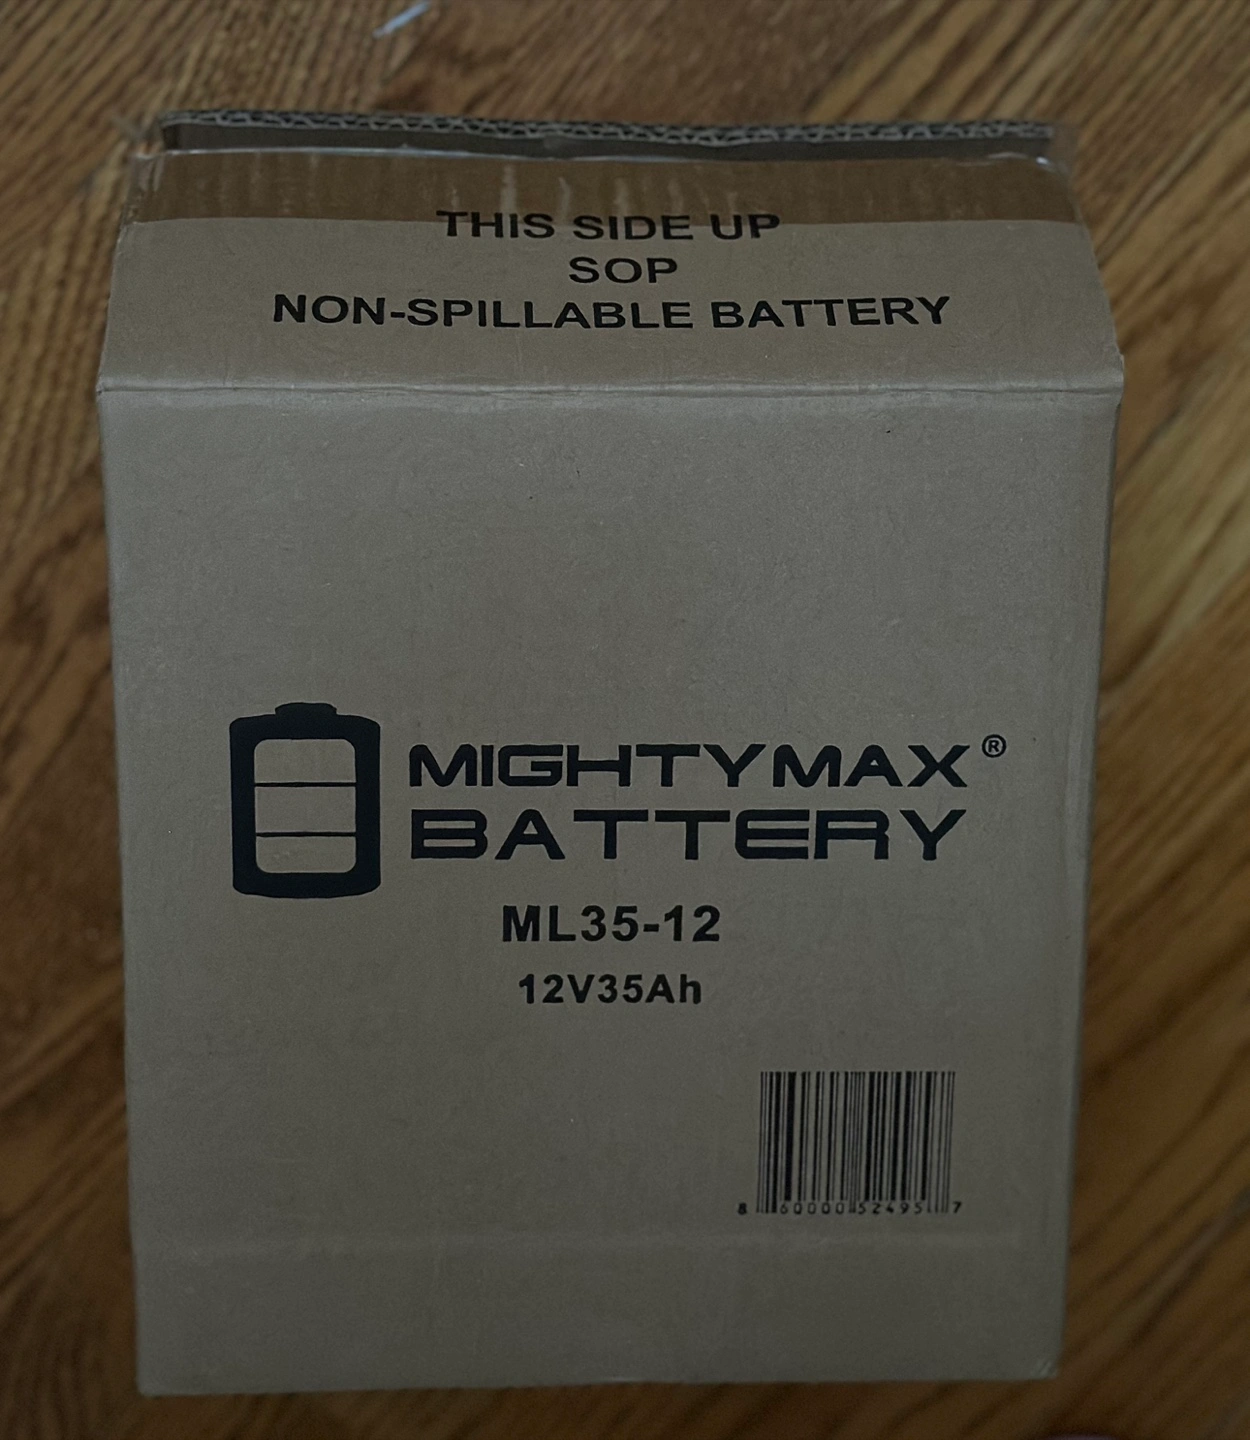 THIS SIDE UP
SOP
NON-SPILLABLE BATTERY
MIGHTYMAX®
BATTERY
ML35-12
12V35Ah
8 60000 52495 7